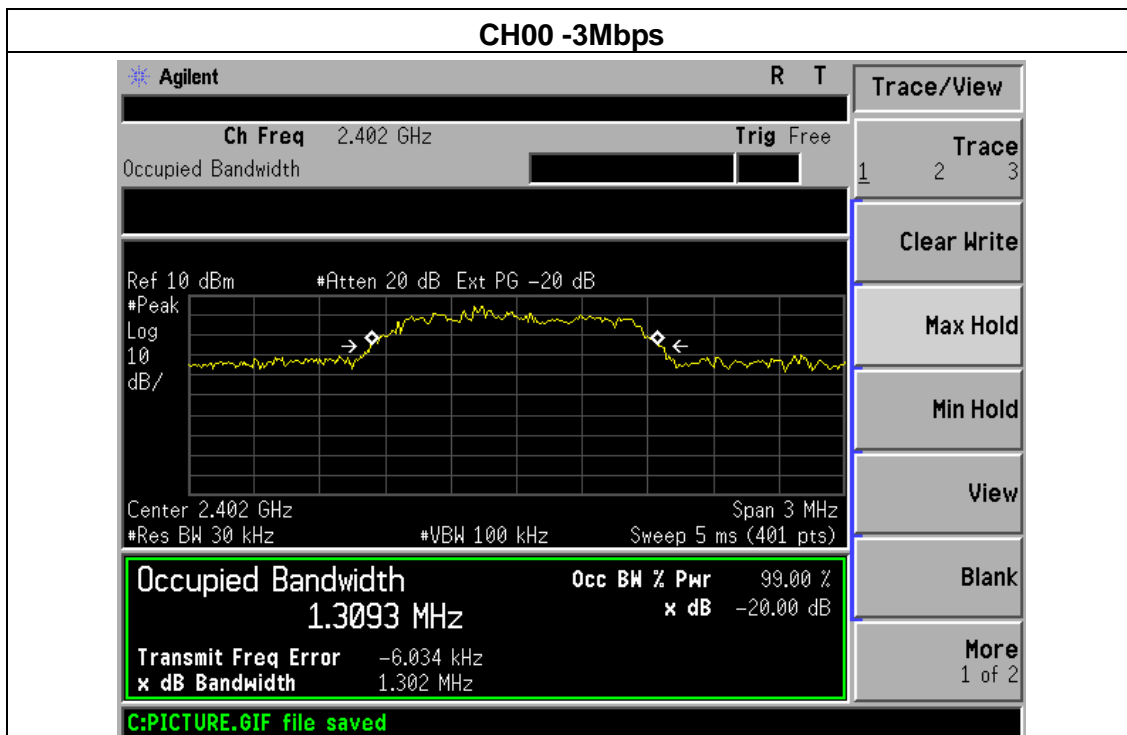 CH00 -3Mbps
Agilent R T
Ch Freq 2.402 GHz Trig Free
Occupied Bandwidth
Ref 10 dBm #Atten 20 dB Ext PG -20 dB
#Peak
Log
10
dB/
Center 2.402 GHz Span 3 MHz
#Res BW 30 kHz #VBW 100 kHz Sweep 5 ms (401 pts)
Occupied Bandwidth Occ BW % Pwr 99.00 %
1.3093 MHz x dB -20.00 dB
Transmit Freq Error -6.034 kHz
x dB Bandwidth 1.302 MHz
C:PICTURE.GIF file saved
Trace/View
Trace
1 2 3
Clear Write
Max Hold
Min Hold
View
Blank
More
1 of 2